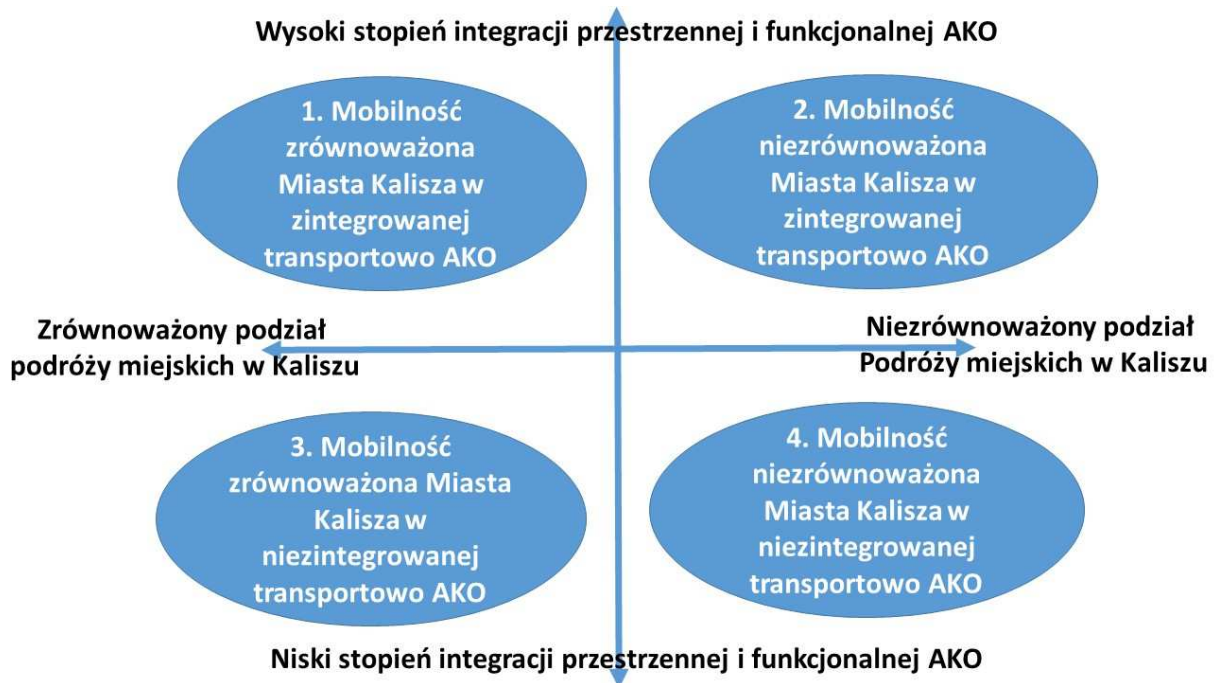 Wysoki stopień integracji przestrzennej i funkcjonalnej AKO
1. Mobilność
zrównoważona
Miasta Kalisza w
zintegrowanej
transportowo AKO
2. Mobilność
niezrównoważona
Miasta Kalisza w
zintegrowanej
transportowo AKO
Zrównoważony podział
podróży miejskich w Kaliszu
Niezrównoważony podział
Podróży miejskich w Kaliszu
3. Mobilność
zrównoważona Miasta
Kalisza w
niezintegrowanej
transportowo AKO
4. Mobilność
niezrównoważona
Miasta Kalisza w
niezintegrowanej
transportowo AKO
Niski stopień integracji przestrzennej i funkcjonalnej AKO